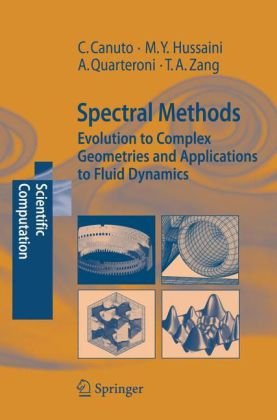 C. Canuto · M. Y. Hussaini
A. Quarteroni · T. A. Zang
Spectral Methods
Evolution to Complex
Geometries and Applications
to Fluid Dynamics
Scientific
Computation
Springer